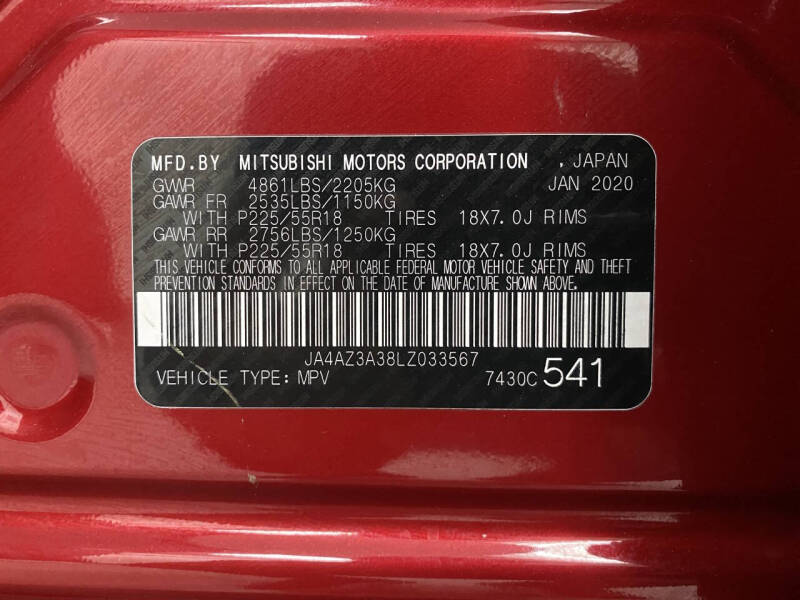 MFD.BY MITSUBISHI MOTORS CORPORATION , JAPAN
GWWR 4861LBS/2205KG JAN 2020
GAWR FR 2535LBS/1150KG
WITH P225/55R18 TIRES 18X7.0J RIMS
GAWR RR 2756LBS/1250KG
WITH P225/55R18 TIRES 18X7.0J RIMS
THIS VEHICLE CONFORMS TO ALL APPLICABLE FEDERAL MOTOR VEHICLE SAFETY AND THEFT
PREVENTION STANDARDS IN EFFECT ON THE DATE OF MANUFACTURE SHOWN ABOVE.
JA4AZ3A38LZ033567
VEHICLE TYPE: MPV 7430C 541